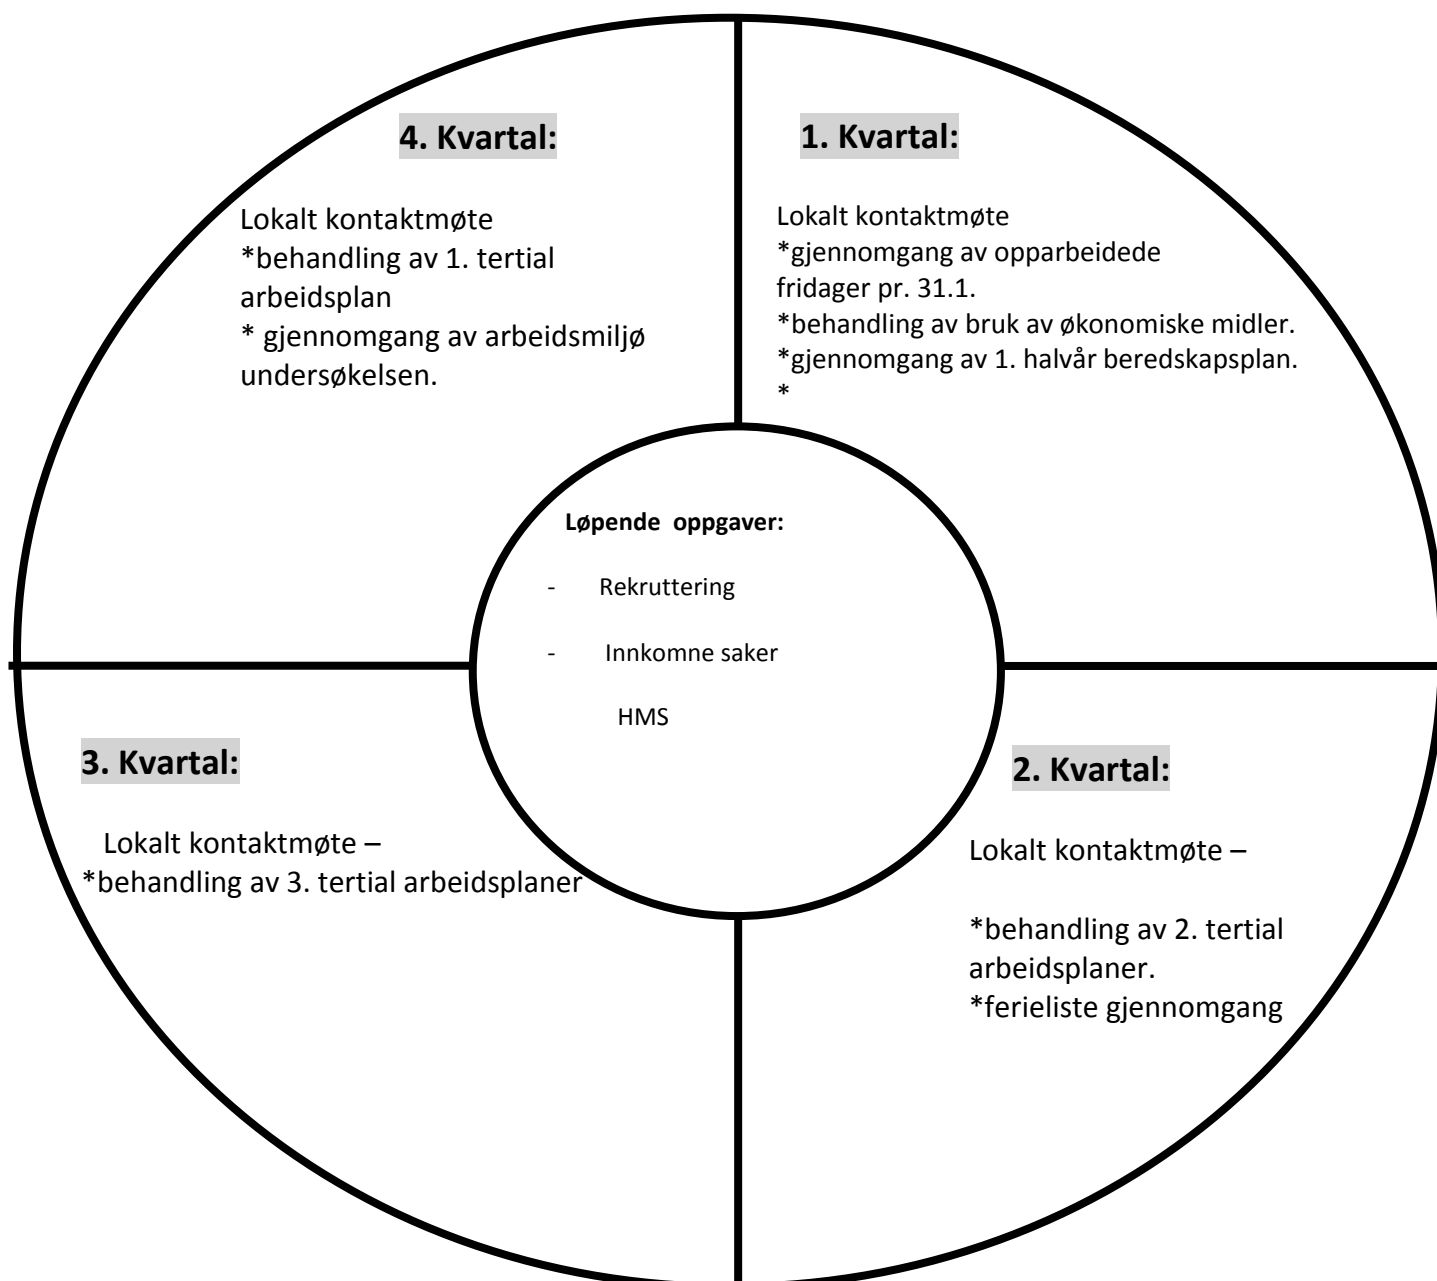 4. Kvartal:
Lokalt kontaktmøte
*behandling av 1. tertial
arbeidsplan
* gjennomgang av arbeidsmiljø
undersøkelsen.
1. Kvartal:
Lokalt kontaktmøte
*gjennomgang av opparbeidede
fridager pr. 31.1.
*behandling av bruk av økonomiske midler.
*gjennomgang av 1. halvår beredskapsplan.
*
Løpende  oppgaver:
- Rekruttering
- Innkomne saker
HMS
3. Kvartal:
Lokalt kontaktmøte –
*behandling av 3. tertial arbeidsplaner
2. Kvartal:
Lokalt kontaktmøte –
*behandling av 2. tertial
arbeidsplaner.
*ferieliste gjennomgang